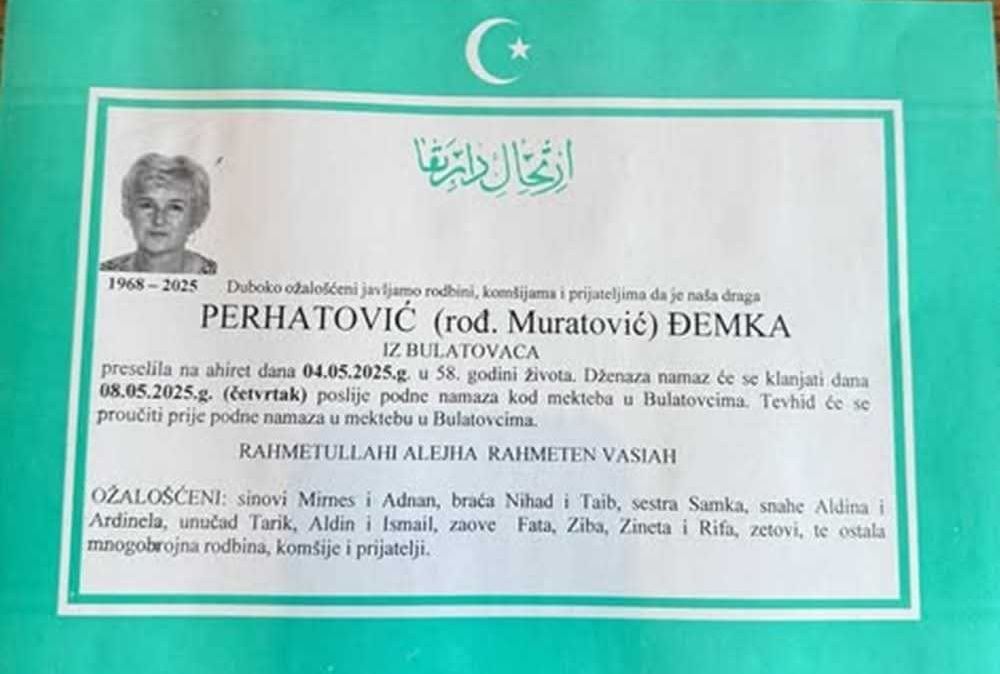 اِرْتِحَالِ دَارِ بَقَا
1968 – 2025
Duboko ožalošćeni javljamo rodbini, komšijama i prijateljima da je naša draga
PERHATOVIĆ (rođ. Muratović) ĐEMKA
IZ BULATOVACA
preselila na ahiret dana 04.05.2025.g. u 58. godini života. Dženaza namaz će se klanjati dana
08.05.2025.g. (četvrtak) poslije podne namaza kod mekteba u Bulatovcima. Tevhid će se
proučiti prije podne namaza u mektebu u Bulatovcima.
RAHMETULLAHI ALEJHA RAHMETEN VASIAH
OŽALOŠĆENI: sinovi Mirnes i Adnan, braća Nihad i Taib, sestra Samka, snahe Aldina i
Ardinela, unučad Tarik, Aldin i Ismail, zaove Fata, Ziba, Zineta i Rifa, zetovi, te ostala
mnogobrojna rodbina, komšije i prijatelji.